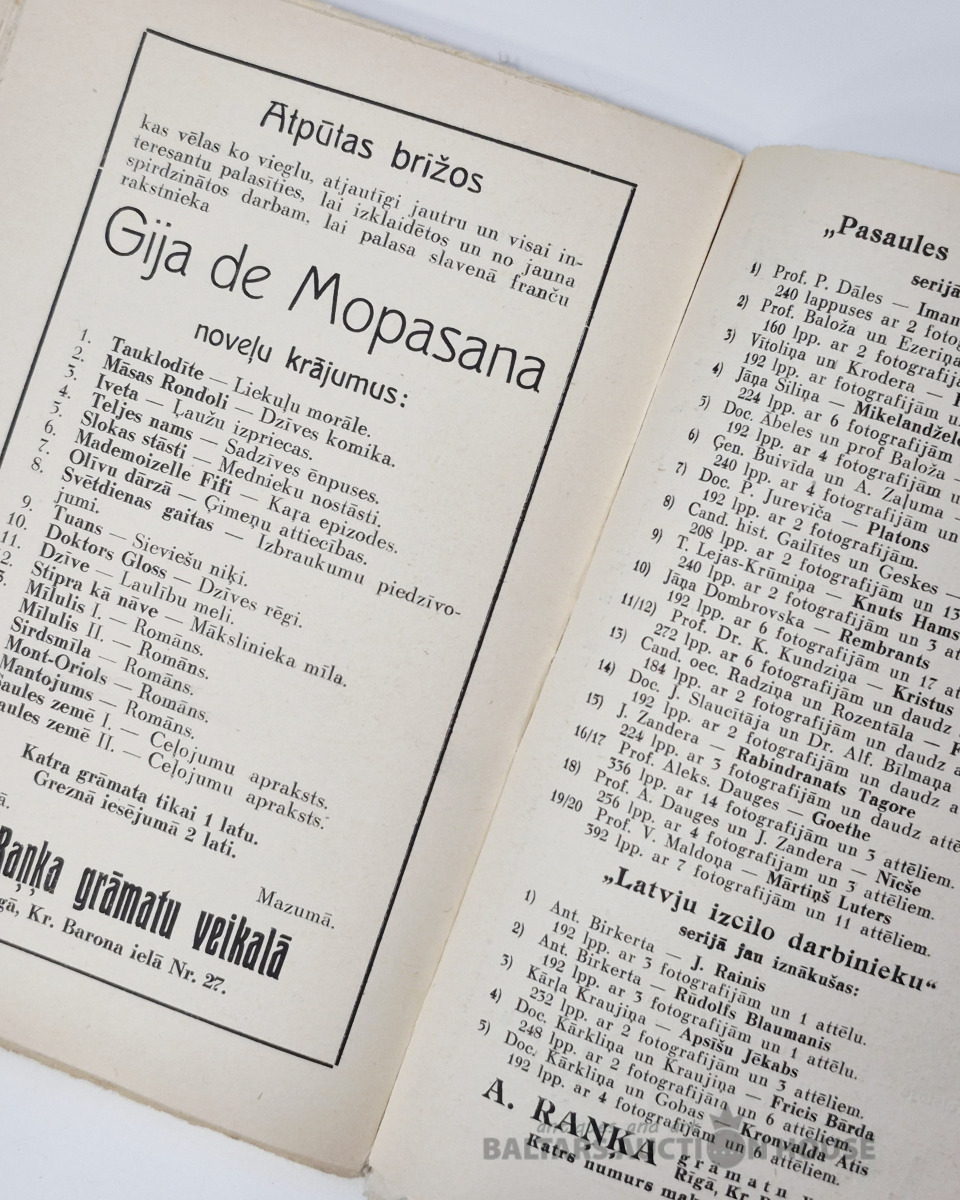 Atpūtas brīžos
kas vēlas ko vieglu, atjautīgi jautru un visai in-
teresantu palasīties, lai izklaidētos un no jauna
spirdzinātos darbam, lai palasa slavenā franču
rakstnieka
Gija de Mopasana
noveļu krājumus:
1. Tauklodīte — Liekuļu morāle.
2. Māsas Rondoli — Dzīves komika.
3. Iveta — Ļaužu izpriecas.
4. Teljes nams — Sadzīves ēnpuses.
5. Slokas stāsti — Mednieku nostāsti.
6. Mademoizelle Fifi — Kaŗa epizodes.
7. Olīvu dārzā — Ģimeņu attiecības.
8. Svētdienas gaitas — Izbraukumu piedzīvo-
jumi.
9. Tuans — Sieviešu niķi.
10. Doktors Gloss — Dzīves rēgi.
11. Dzīve — Laulību meli.
2. Stipra kā nāve — Mākslinieka mīla.
3. Mīlulis I. — Romāns.
Mīlulis II. — Romāns.
Sirdsmīla — Romāns.
Mont-Oriols — Romāns.
Mantojums — Romāns.
Saules zemē I. — Ceļojumu apraksts.
aules zemē II. — Ceļojumu apraksts.
Katra grāmata tikai 1 latu.
Greznā iesējumā 2 lati.
ā.
Mazumā.
Raņķa grāmatu veikalā
gā, Kr. Barona ielā Nr. 27.
„Pasaules
serijā
1) Prof. P. Dāles — Iman
240 lappuses ar 2 fotog
2) Prof. Baloža un Ezeriņa
160 lpp. ar 2 fotografijā
3) Vītoliņa un Krodera —
192 lpp. ar fotografijām u
4) Jāņa Siliņa — Mikelandželo
224 lpp. ar 6 fotografijām
5) Doc. Ābeles un prof Baloža —
192 lpp. ar 4 fotografijām u
6) Ģen. Buivīda un A. Zaļuma —
240 lpp. ar 4 fotografijām un
7) Doc. P. Jureviča — Platons
192 lpp. ar 2 fotografijām.
8) Cand. hist. Gailītes un Geskes —
208 lpp. ar 2 fotografijām un 13
9) T. Lejas-Krūmiņa — Knuts Hams
240 lpp. ar 2 fotografijām un 3 at
10) Jāņa Dombrovska — Rembrants
192 lpp. ar 6 fotografijām un 17 at
11/12) Prof. Dr. K. Kundziņa — Kristus
272 lpp. ar 6 fotografijām un daudz
13) Cand. oec. Radziņa un Rozentāla — F
184 lpp. ar 2 fotografijām un daudz a
14) Doc. J. Slaucītāja un Dr. Alf. Bīlmaņa
192 lpp. ar 2 fotografijām un daudz a
15) J. Zandera — Rabindranats Tagore
224 lpp. ar 3 fotografijām un daudz attē
16/17 Prof. Aleks. Dauges — Goethe
336 lpp. ar 14 fotografijām un 3 attēliem.
18) Prof. A. Dauges un J. Zandera — Nīcše
256 lpp. ar 4 fotografijam un 3 attēliem.
19/20 Prof. V. Maldoņa — Mārtiņš Luters
392 lpp. ar 7 fotografijām un 11 attēliem.
„Latvju izcilo darbinieku“
serijā jau iznākušas:
1) Ant. Birkerta — J. Rainis
192 lpp. ar 3 fotografijām un 1 attēlu.
2) Ant. Birkerta — Rūdolfs Blaumanis
192 lpp. ar 3 fotografijām un 1 attēlu.
3) Kārļa Kraujiņa — Apsīšu Jēkabs
232 lpp. ar 2 fotografijām un 3 attēliem.
4) Doc. Kārkliņa un Kraujiņa — Fricis Bārda
248 lpp. ar 2 fotografijām un 6 attēliem.
5) Doc. Kārkliņa un Gobas — Kronvalda Atis
192 lpp. ar 4 fotografijām un 6 attēliem.
A. RAŅĶA grāmatu
Rīgā, Kr.
Katrs numurs mak
BALTARS AUCTION HOUSE